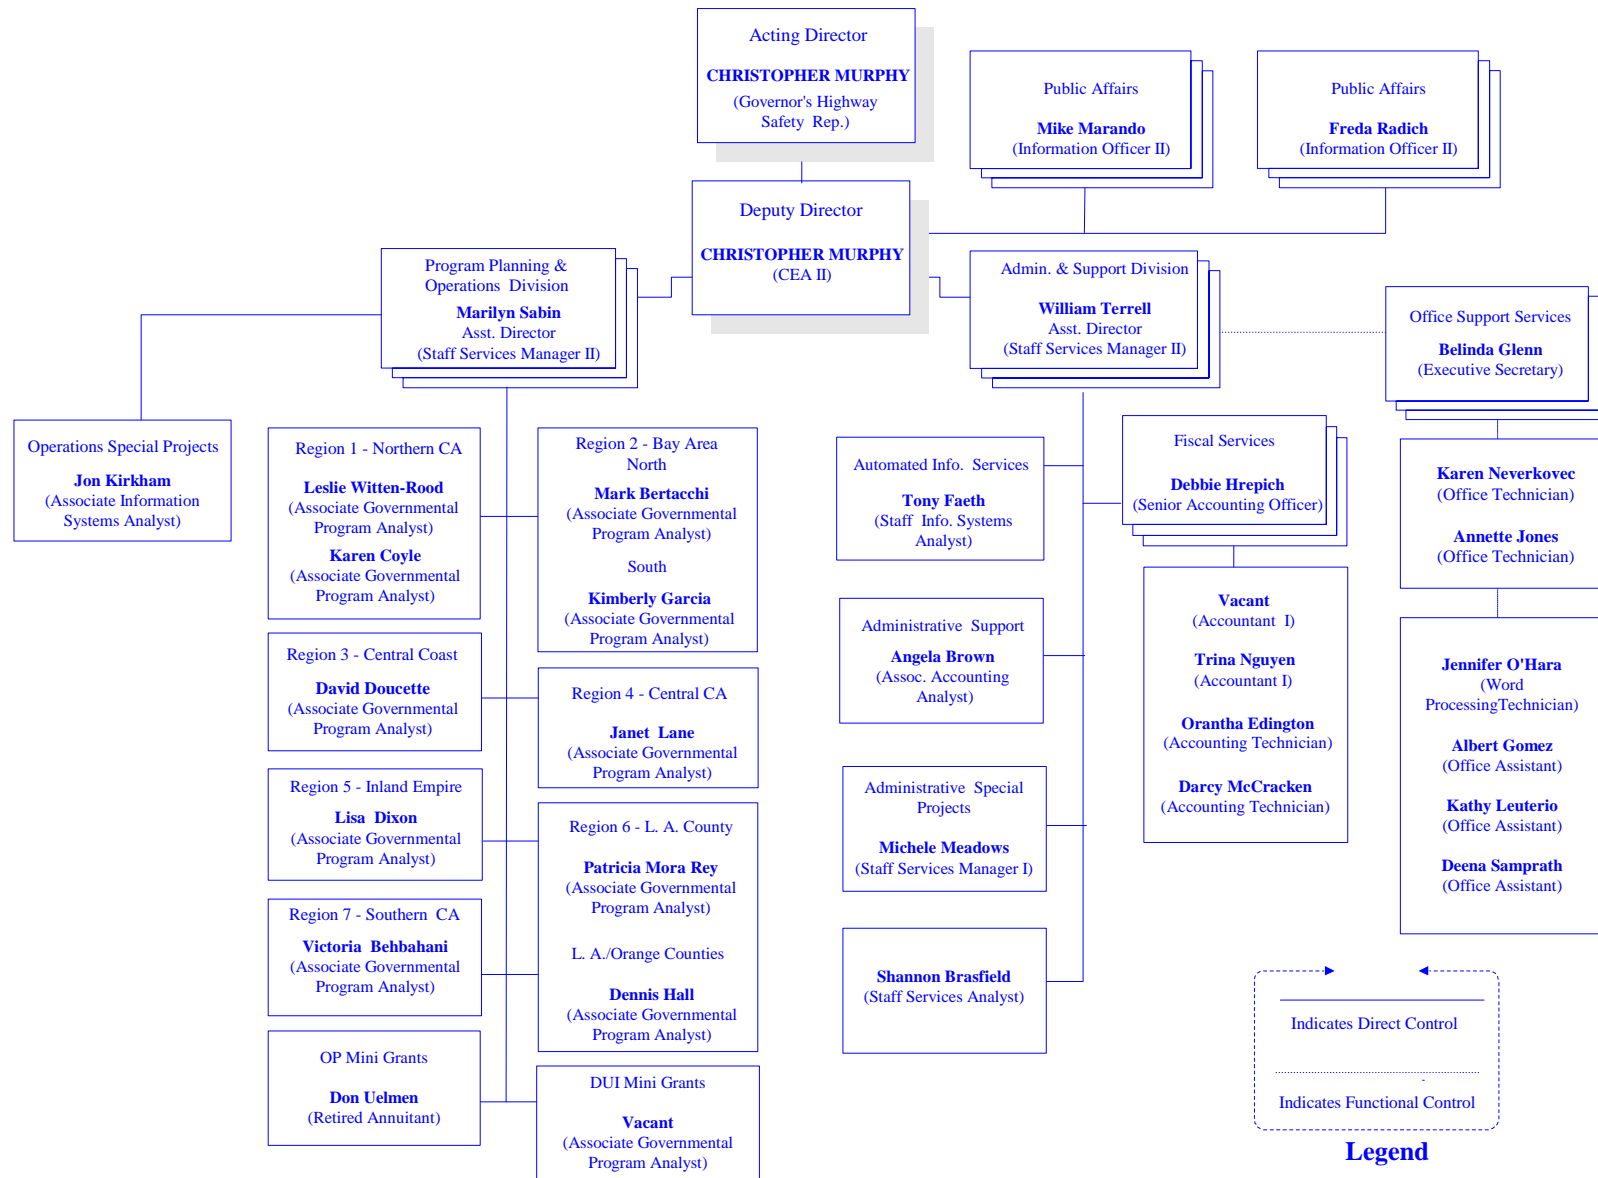 Acting Director
CHRISTOPHER MURPHY
(Governor's Highway
Safety Rep.)
Public Affairs
Mike Marando
(Information Officer II)
Public Affairs
Freda Radich
(Information Officer II)
Deputy Director
CHRISTOPHER MURPHY
(CEA II)
Program Planning &
Operations Division
Marilyn Sabin
Asst. Director
(Staff Services Manager II)
Admin. & Support Division
William Terrell
Asst. Director
(Staff Services Manager II)
Office Support Services
Belinda Glenn
(Executive Secretary)
Operations Special Projects
Jon Kirkham
(Associate Information
Systems Analyst)
Region 1 - Northern CA
Leslie Witten-Rood
(Associate Governmental
Program Analyst)
Karen Coyle
(Associate Governmental
Program Analyst)
Region 2 - Bay Area
North
Mark Bertacchi
(Associate Governmental
Program Analyst)
South
Kimberly Garcia
(Associate Governmental
Program Analyst)
Region 3 - Central Coast
David Doucette
(Associate Governmental
Program Analyst)
Region 4 - Central CA
Janet Lane
(Associate Governmental
Program Analyst)
Region 5 - Inland Empire
Lisa Dixon
(Associate Governmental
Program Analyst)
Region 6 - L. A. County
Patricia Mora Rey
(Associate Governmental
Program Analyst)
L. A./Orange Counties
Dennis Hall
(Associate Governmental
Program Analyst)
Region 7 - Southern CA
Victoria Behbahani
(Associate Governmental
Program Analyst)
OP Mini Grants
Don Uelmen
(Retired Annuitant)
DUI Mini Grants
Vacant
(Associate Governmental
Program Analyst)
Automated Info. Services
Tony Faeth
(Staff Info. Systems
Analyst)
Fiscal Services
Debbie Hrepich
(Senior Accounting Officer)
Administrative Support
Angela Brown
(Assoc. Accounting
Analyst)
Administrative Special
Projects
Michele Meadows
(Staff Services Manager I)
Shannon Brasfield
(Staff Services Analyst)
Vacant
(Accountant I)
Trina Nguyen
(Accountant I)
Orantha Edington
(Accounting Technician)
Darcy McCracken
(Accounting Technician)
Karen Neverkovec
(Office Technician)
Annette Jones
(Office Technician)
Jennifer O'Hara
(Word
ProcessingTechnician)
Albert Gomez
(Office Assistant)
Kathy Leuterio
(Office Assistant)
Deena Samprath
(Office Assistant)
Indicates Direct Control
Indicates Functional Control
Legend